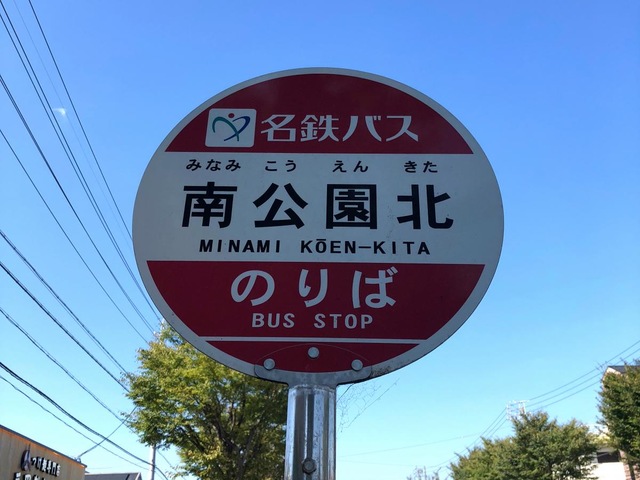 名鉄バス
みなみ こう えん きた
南公園北
MINAMI KŌEN-KITA
のりば
BUS STOP